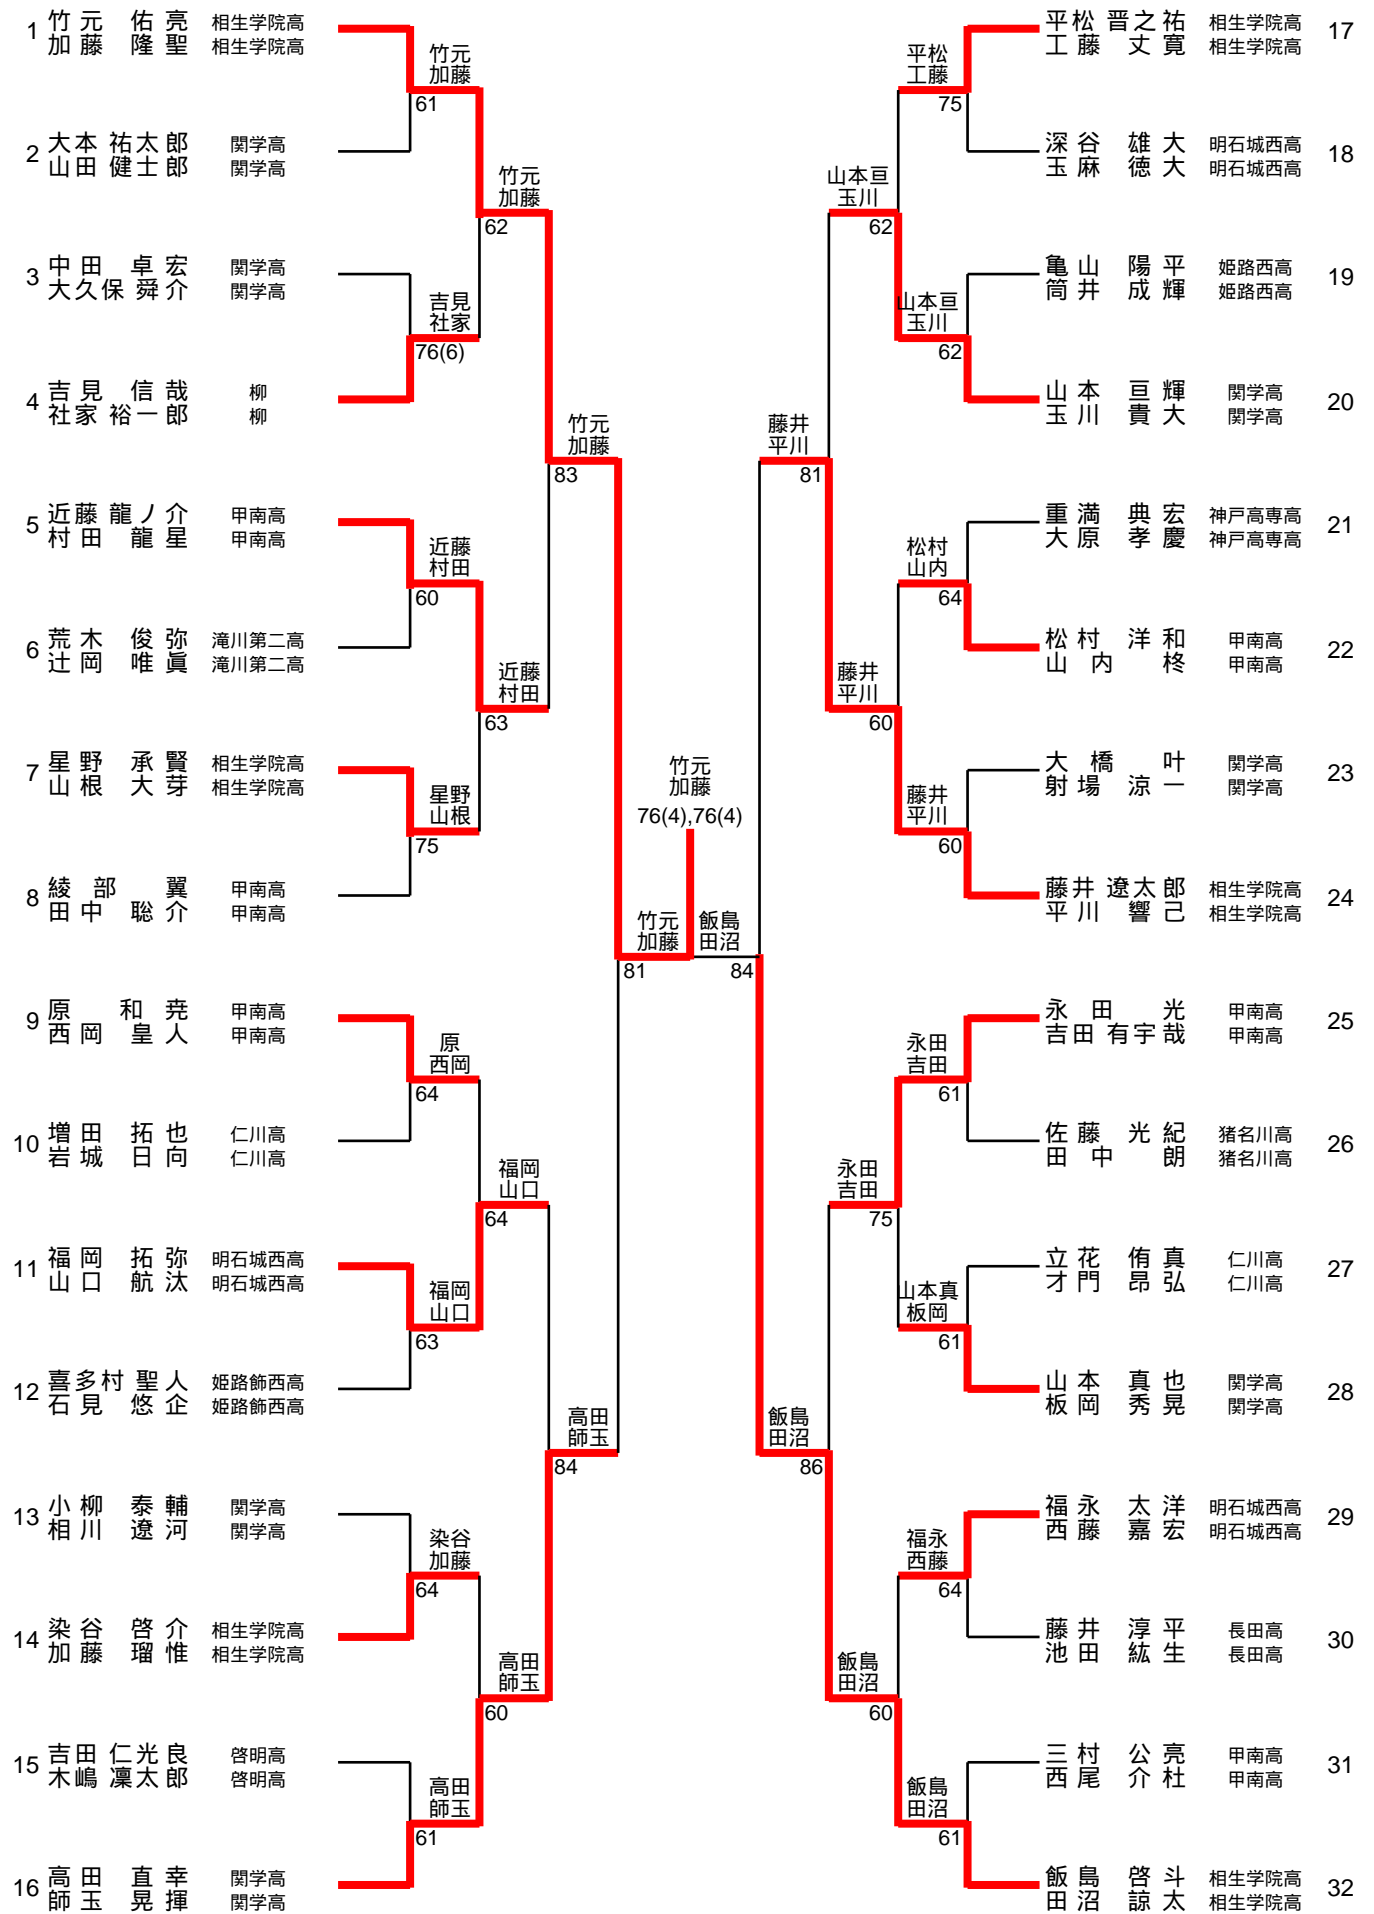 1 竹元 佑亮 相生学院高
加藤 隆聖 相生学院高
2 大本 祐太郎 関学高
山田 健士郎 関学高
3 中田 卓宏 関学高
大久保 舜介 関学高
4 吉見 信哉 柳
社家 裕一郎 柳
5 近藤 龍ノ介 甲南高
村田 龍星 甲南高
6 荒木 俊弥 滝川第二高
辻岡 唯眞 滝川第二高
7 星野 承賢 相生学院高
山根 大芽 相生学院高
8 綾部 翼 甲南高
田中 聡介 甲南高
9 原 和尭 甲南高
西岡 皇人 甲南高
10 増田 拓也 仁川高
岩城 日向 仁川高
11 福岡 拓弥 明石城西高
山口 航汰 明石城西高
12 喜多村 聖人 姫路飾西高
石見 悠企 姫路飾西高
13 小柳 泰輔 関学高
相川 遼河 関学高
14 染谷 啓介 相生学院高
加藤 瑠惟 相生学院高
15 吉田 仁光良 啓明高
木嶋 凜太郎 啓明高
16 高田 直幸 関学高
師玉 晃揮 関学高
竹元
加藤
61
吉見
社家
76(6)
近藤
村田
60
星野
山根
75
原
西岡
64
福岡
山口
63
染谷
加藤
64
高田
師玉
61
竹元
加藤
62
近藤
村田
63
福岡
山口
64
高田
師玉
60
竹元
加藤
83
高田
師玉
84
竹元
加藤
81
竹元
加藤
76(4),76(4)
飯島
田沼
84
藤井
平川
81
飯島
田沼
86
山本亘
玉川
62
藤井
平川
60
永田
吉田
75
飯島
田沼
60
平松
工藤
75
山本亘
玉川
62
松村
山内
64
藤井
平川
60
永田
吉田
61
山本真
板岡
61
福永
西藤
64
飯島
田沼
61
平松 晋之祐 相生学院高 17
工藤 丈寛 相生学院高
深谷 雄大 明石城西高 18
玉麻 徳大 明石城西高
亀山 陽平 姫路西高 19
筒井 成輝 姫路西高
山本 亘輝 関学高 20
玉川 貴大 関学高
重満 典宏 神戸高専高 21
大原 孝慶 神戸高専高
松村 洋和 甲南高 22
山内 柊 甲南高
大橋 叶 関学高 23
射場 涼一 関学高
藤井 遼太郎 相生学院高 24
平川 響己 相生学院高
永田 光 甲南高 25
吉田 有宇哉 甲南高
佐藤 光紀 猪名川高 26
田中 朗 猪名川高
立花 侑真 仁川高 27
才門 昂弘 仁川高
山本 真也 関学高 28
板岡 秀晃 関学高
福永 太洋 明石城西高 29
西藤 嘉宏 明石城西高
藤井 淳平 長田高 30
池田 紘生 長田高
三村 公亮 甲南高 31
西尾 介杜 甲南高
飯島 啓斗 相生学院高 32
田沼 諒太 相生学院高